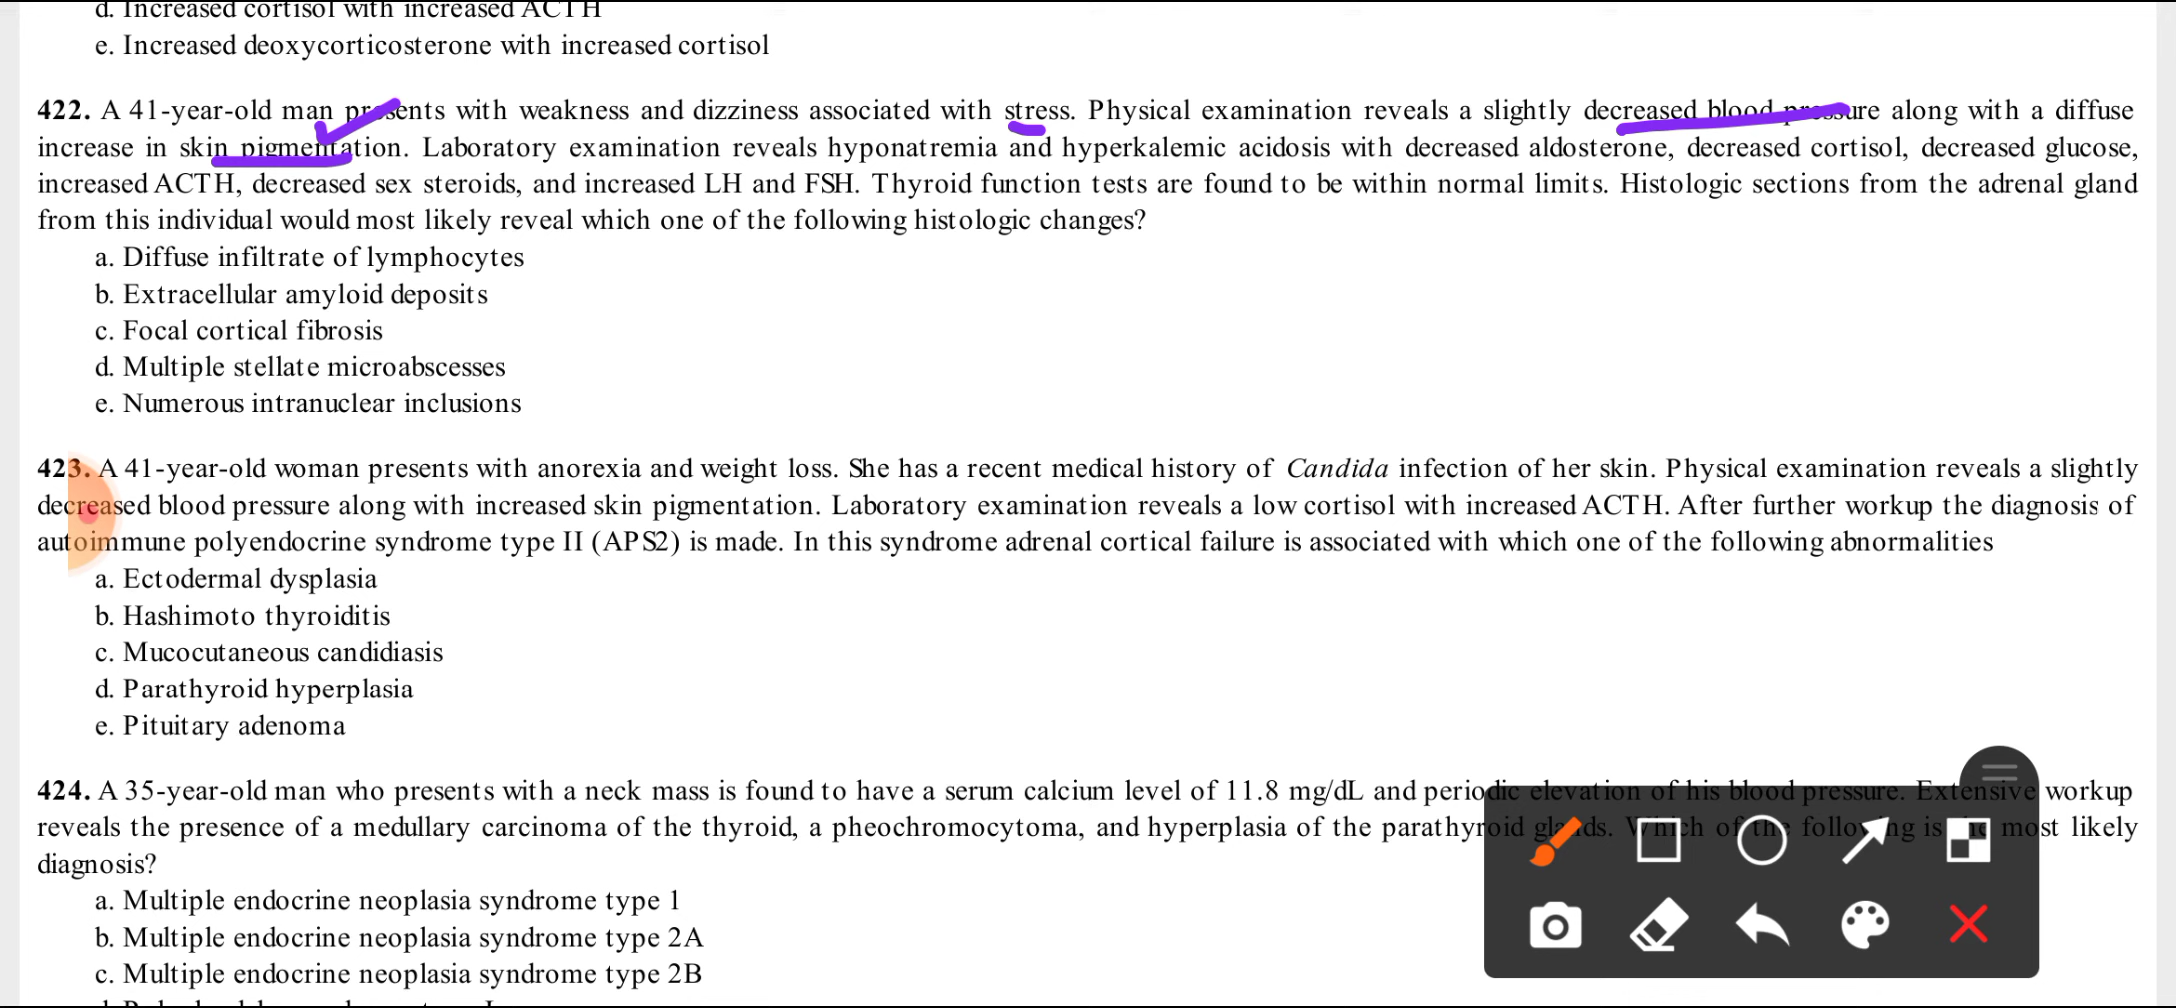 d. Increased cortisol with increased ACTH
e. Increased deoxycorticosterone with increased cortisol
422. A 41-year-old man presents with weakness and dizziness associated with stress. Physical examination reveals a slightly decreased blood pressure along with a diffuse
increase in skin pigmentation. Laboratory examination reveals hyponatremia and hyperkalemic acidosis with decreased aldosterone, decreased cortisol, decreased glucose,
increased ACTH, decreased sex steroids, and increased LH and FSH. Thyroid function tests are found to be within normal limits. Histologic sections from the adrenal gland
from this individual would most likely reveal which one of the following histologic changes?
a. Diffuse infiltrate of lymphocytes
b. Extracellular amyloid deposits
c. Focal cortical fibrosis
d. Multiple stellate microabscesses
e. Numerous intranuclear inclusions
423. A 41-year-old woman presents with anorexia and weight loss. She has a recent medical history of Candida infection of her skin. Physical examination reveals a slightly
decreased blood pressure along with increased skin pigmentation. Laboratory examination reveals a low cortisol with increased ACTH. After further workup the diagnosis of
autoimmune polyendocrine syndrome type II (APS2) is made. In this syndrome adrenal cortical failure is associated with which one of the following abnormalities
a. Ectodermal dysplasia
b. Hashimoto thyroiditis
c. Mucocutaneous candidiasis
d. Parathyroid hyperplasia
e. Pituitary adenoma
424. A 35-year-old man who presents with a neck mass is found to have a serum calcium level of 11.8 mg/dL and periodic elevation of his blood pressure. Extensive workup
reveals the presence of a medullary carcinoma of the thyroid, a pheochromocytoma, and hyperplasia of the parathyroid glands. Which of the following is the most likely
diagnosis?
a. Multiple endocrine neoplasia syndrome type 1
b. Multiple endocrine neoplasia syndrome type 2A
c. Multiple endocrine neoplasia syndrome type 2B